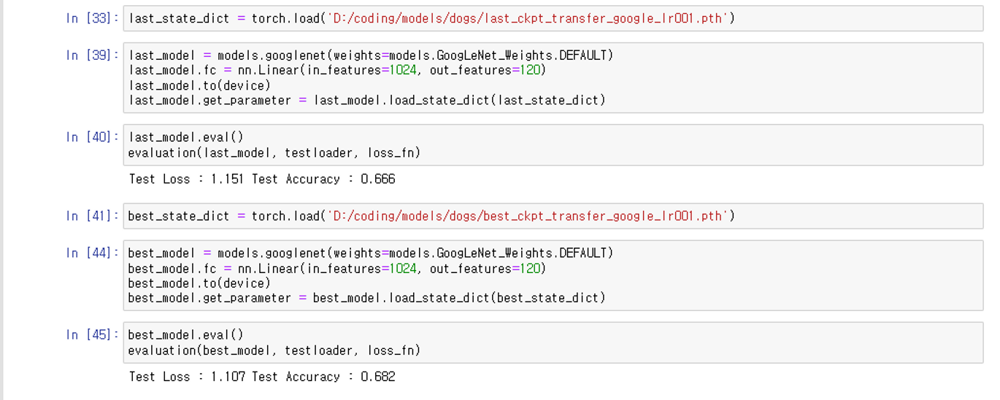 In [33]: last_state_dict = torch.load('D:/coding/models/dogs/last_ckpt_transfer_google_lr001.pth')
In [39]: last_model = models.googlenet(weights=models.GoogLeNet_Weights.DEFAULT)
last_model.fc = nn.Linear(in_features=1024, out_features=120)
last_model.to(device)
last_model.get_parameter = last_model.load_state_dict(last_state_dict)
In [40]: last_model.eval()
evaluation(last_model, testloader, loss_fn)
Test Loss : 1.151 Test Accuracy : 0.666
In [41]: best_state_dict = torch.load('D:/coding/models/dogs/best_ckpt_transfer_google_lr001.pth')
In [44]: best_model = models.googlenet(weights=models.GoogLeNet_Weights.DEFAULT)
best_model.fc = nn.Linear(in_features=1024, out_features=120)
best_model.to(device)
best_model.get_parameter = best_model.load_state_dict(best_state_dict)
In [45]: best_model.eval()
evaluation(best_model, testloader, loss_fn)
Test Loss : 1.107 Test Accuracy : 0.682